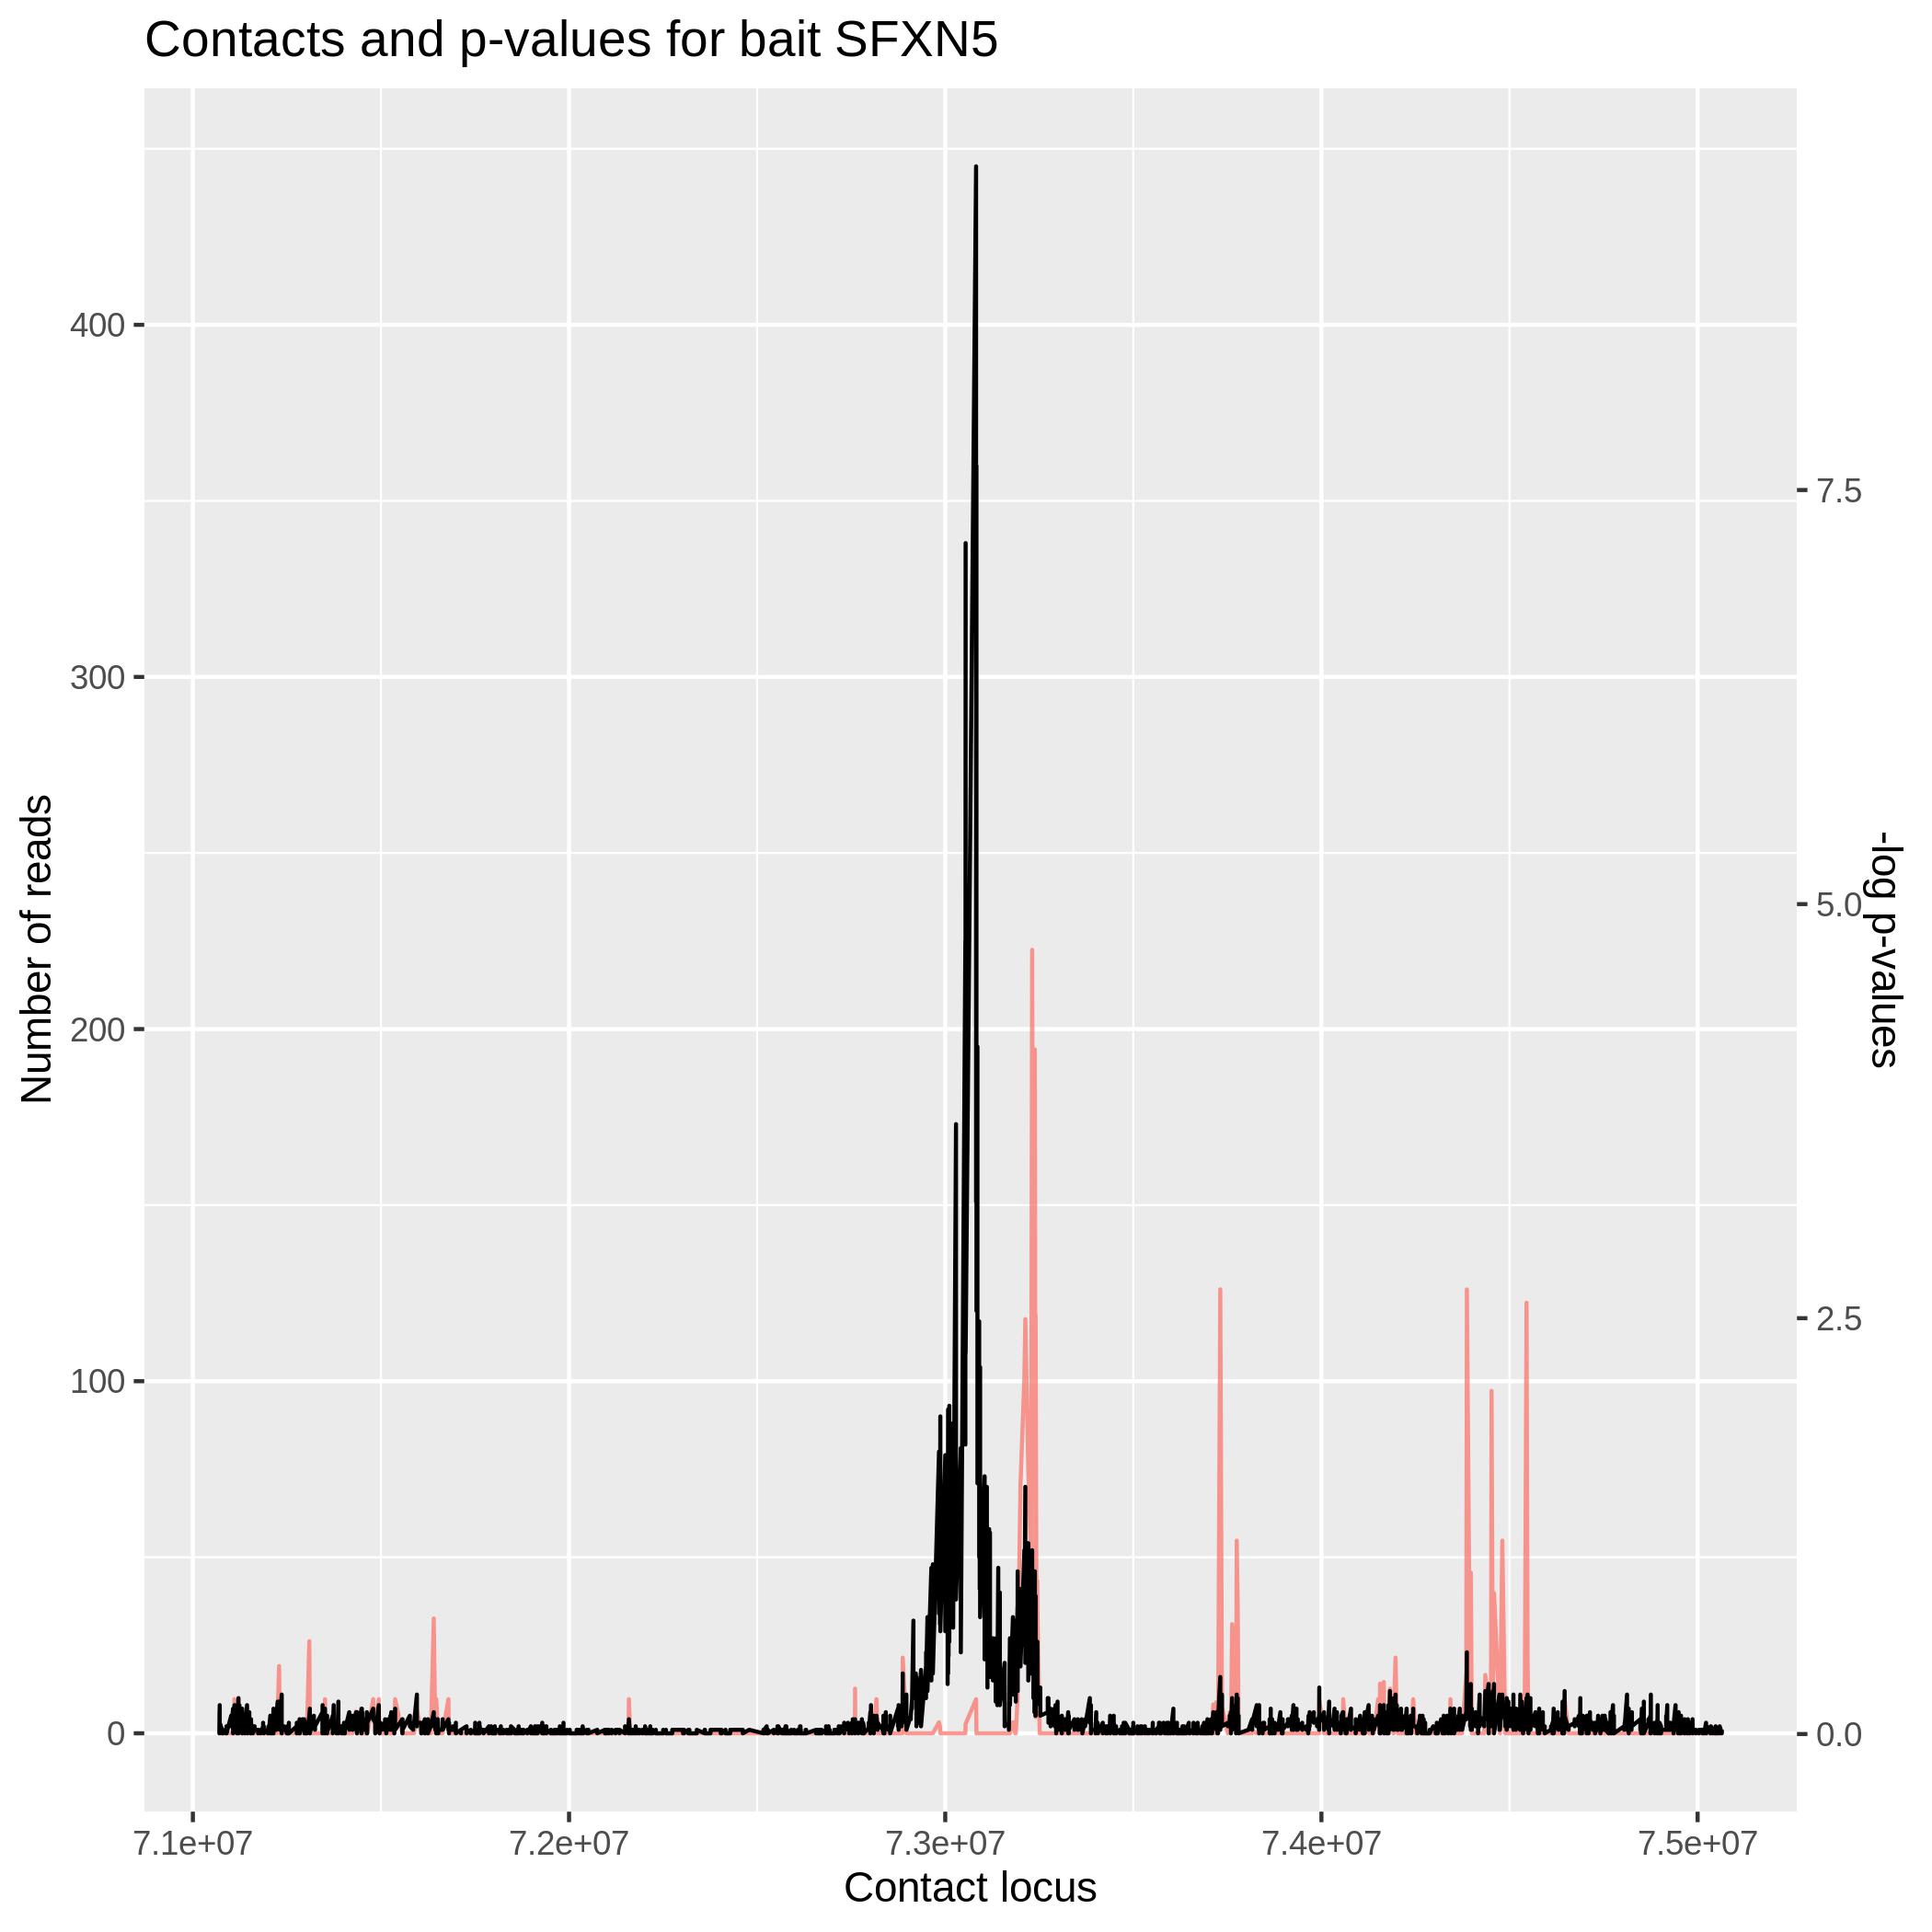 Contacts and p-values for bait SFXN5
Number of reads
400
300
200
100
0
7.5
5.0
2.5
0.0
-log p-values
7.1e+07
7.2e+07
7.3e+07
7.4e+07
7.5e+07
Contact locus